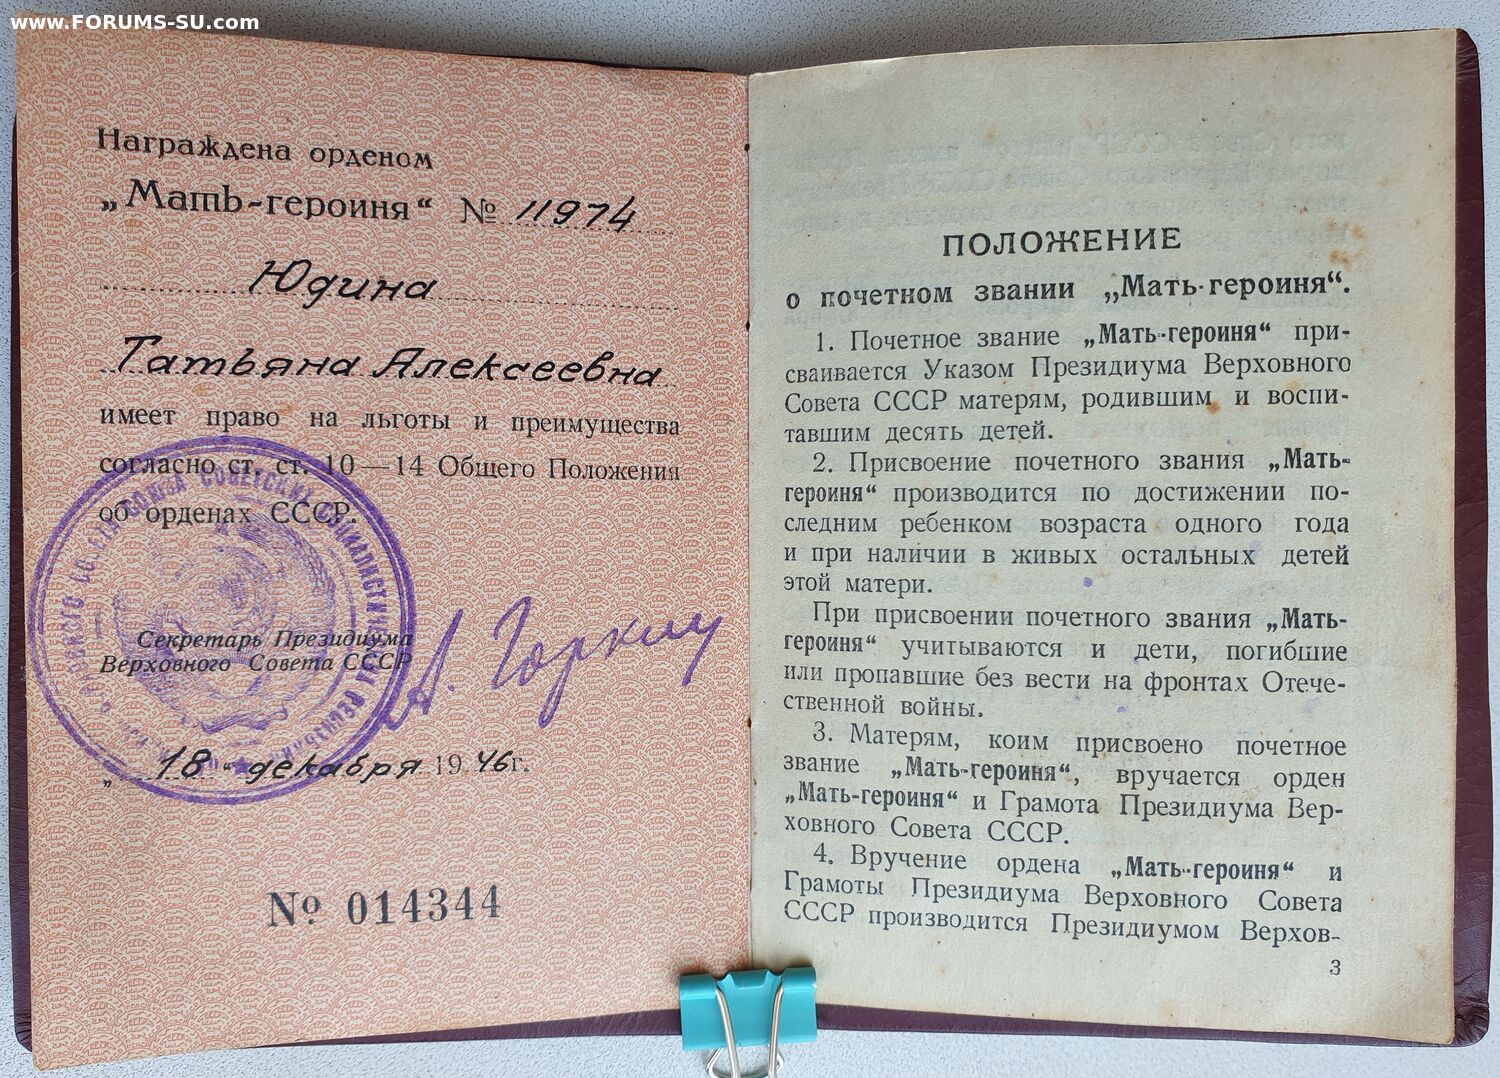 www.FORUMS-SU.com
Награждена орденом
„Мать-героиня“ № 11974
Юдина
Татьяна Алексеевна
имеет право на льготы и преимущества
согласно ст. ст. 10—14 Общего Положения
об орденах СССР.
Секретарь Президиума
Верховного Совета СССР
А. Горкин
„ 18 “ декабря 1946 г.
№ 014344
ПОЛОЖЕНИЕ
о почетном звании „Мать-героиня“.
1. Почетное звание „Мать-героиня“ при-
сваивается Указом Президиума Верховного
Совета СССР матерям, родившим и воспи-
тавшим десять детей.
2. Присвоение почетного звания „Мать-
героиня“ производится по достижении по-
следним ребенком возраста одного года
и при наличии в живых остальных детей
этой матери.
При присвоении почетного звания „Мать-
героиня“ учитываются и дети, погибшие
или пропавшие без вести на фронтах Отече-
ственной войны.
3. Матерям, коим присвоено почетное
звание „Мать-героиня“, вручается орден
„Мать-героиня“ и Грамота Президиума Вер-
ховного Совета СССР.
4. Вручение ордена „Мать-героиня“ и
Грамоты Президиума Верховного Совета
СССР производится Президиумом Верхов-
3